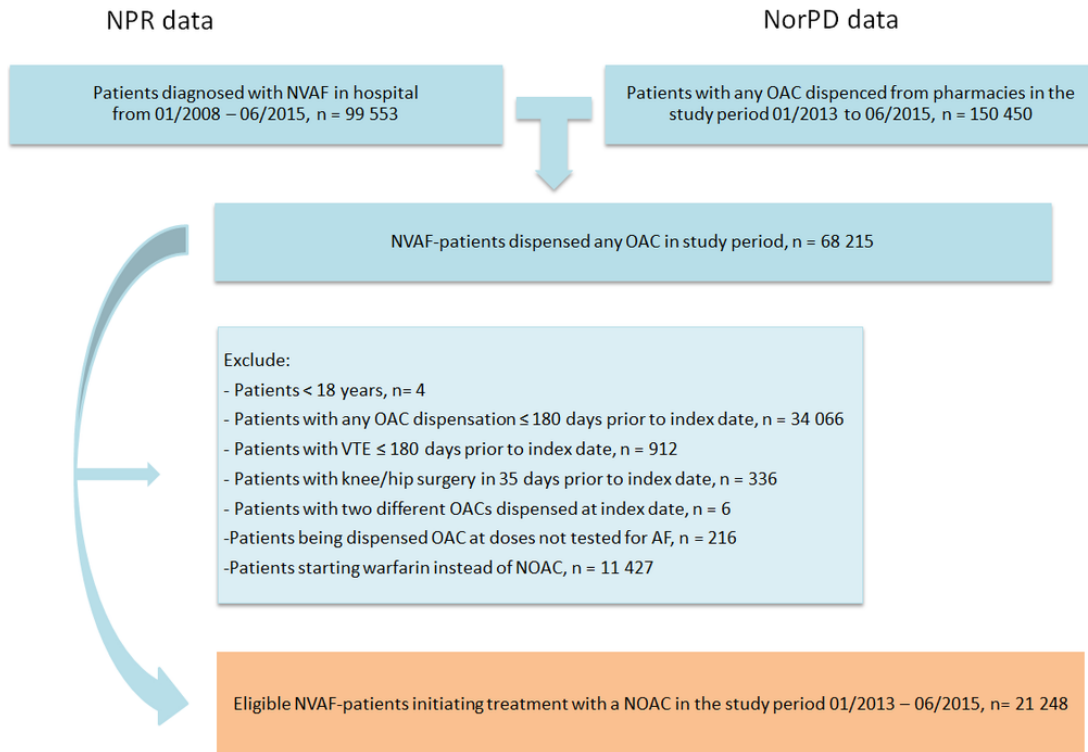 NPR data
NorPD data
Patients diagnosed with NVAF in hospital
from 01/2008 – 06/2015, n = 99 553
Patients with any OAC dispenced from pharmacies in the
study period 01/2013 to 06/2015, n = 150 450
NVAF-patients dispensed any OAC in study period, n = 68 215
Exclude:
- Patients < 18 years, n= 4
- Patients with any OAC dispensation ≤ 180 days prior to index date, n = 34 066
- Patients with VTE ≤ 180 days prior to index date, n = 912
- Patients with knee/hip surgery in 35 days prior to index date, n = 336
- Patients with two different OACs dispensed at index date, n = 6
-Patients being dispensed OAC at doses not tested for AF, n = 216
-Patients starting warfarin instead of NOAC, n = 11 427
Eligible NVAF-patients initiating treatment with a NOAC in the study period 01/2013 – 06/2015, n= 21 248